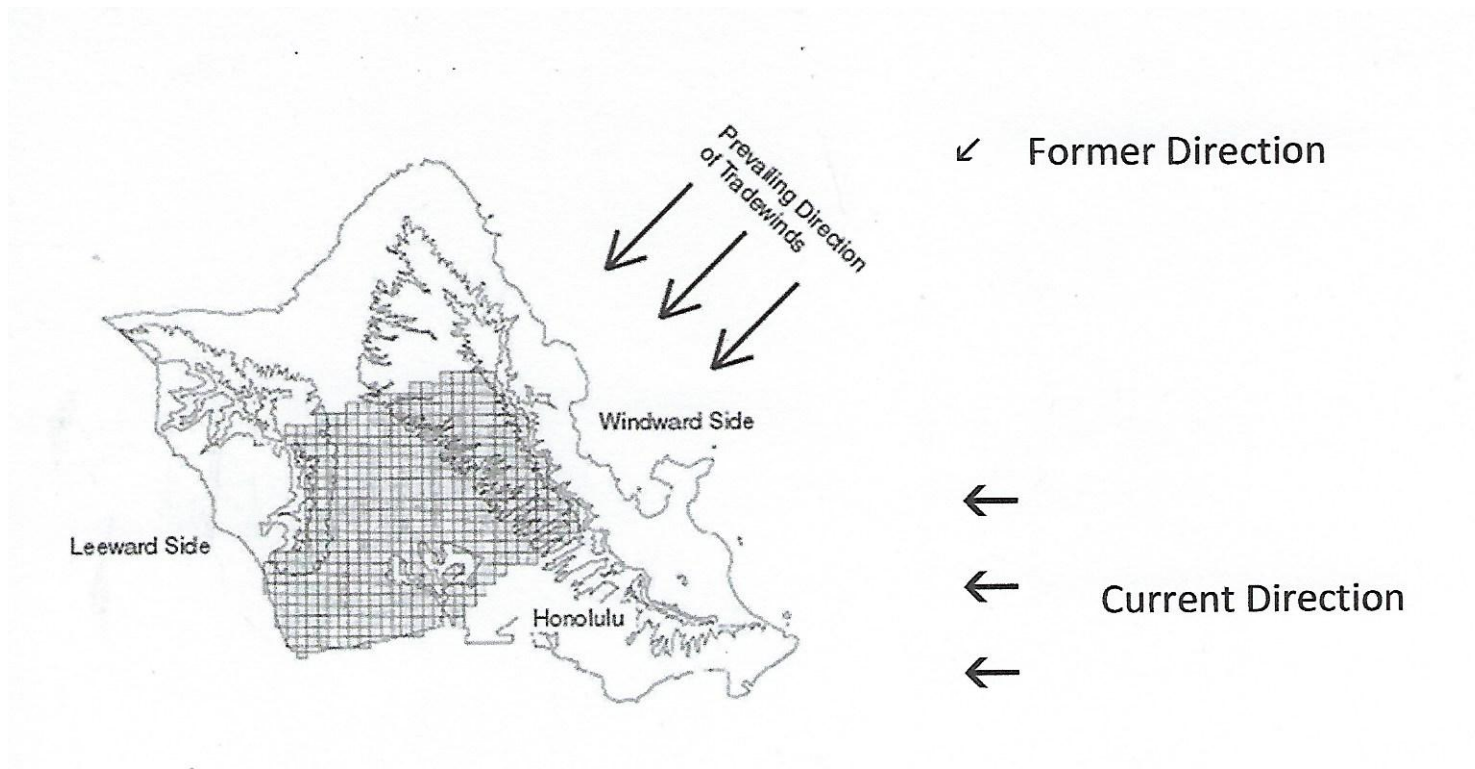 Prevailing Direction
of Tradewinds
Former Direction
Windward Side
Leeward Side
Current Direction
Honolulu